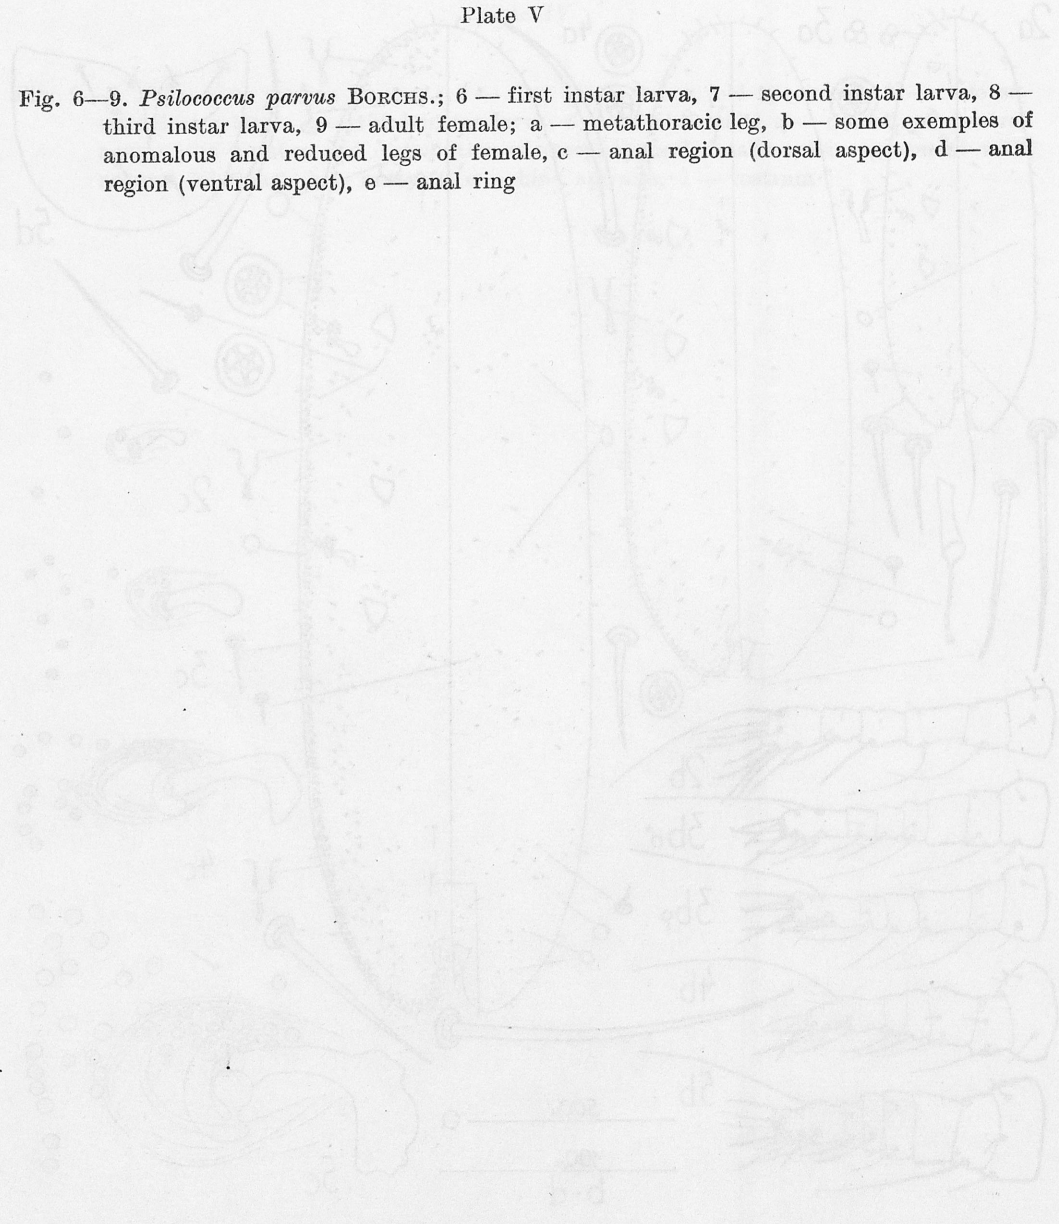 Plate V
Fig. 6—9. Psilococcus parvus BORCHS.; 6 — first instar larva, 7 — second instar larva, 8 —
third instar larva, 9 — adult female; a — metathoracic leg, b — some exemples of
anomalous and reduced legs of female, c — anal region (dorsal aspect), d — anal
region (ventral aspect), e — anal ring